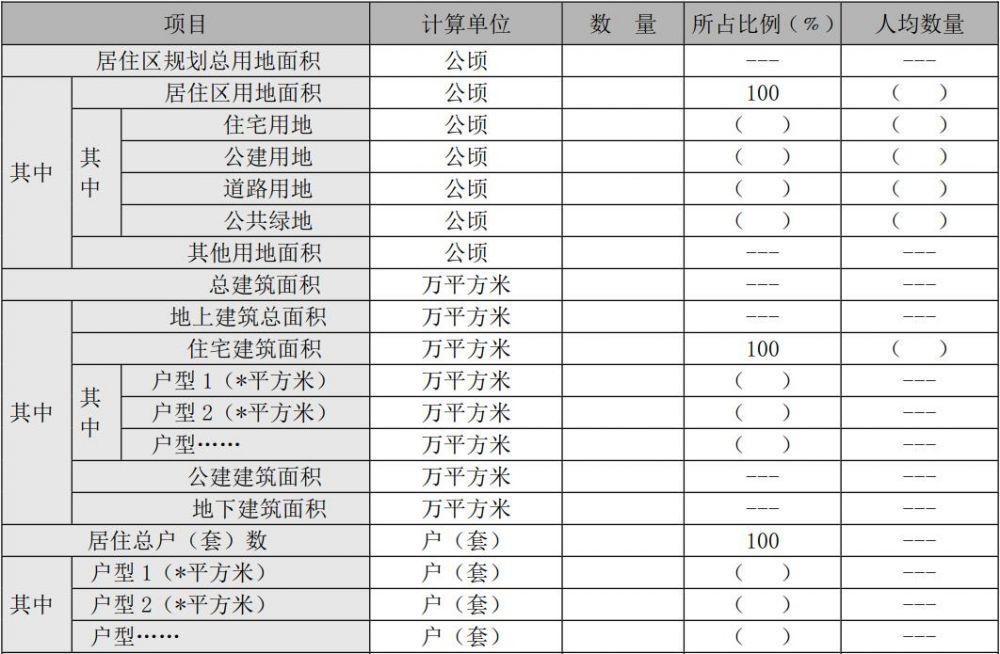 项目 计算单位 数 量 所占比例（%） 人均数量
居住区规划总用地面积 公顷 --- ---
居住区用地面积 公顷 100 （ ）
住宅用地 公顷 （ ） （ ）
公建用地 公顷 （ ） （ ）
其中 其中 道路用地 公顷 （ ） （ ）
公共绿地 公顷 （ ） （ ）
其他用地面积 公顷 --- ---
总建筑面积 万平方米 --- ---
地上建筑总面积 万平方米 --- ---
住宅建筑面积 万平方米 100 （ ）
户型1（*平方米） 万平方米 （ ） ---
其中 其中 户型2（*平方米） 万平方米 （ ） ---
户型…… 万平方米 （ ） ---
公建建筑面积 万平方米 --- ---
地下建筑面积 万平方米 --- ---
居住总户（套）数 户（套） 100 ---
户型1（*平方米） 户（套） （ ） ---
其中 户型2（*平方米） 户（套） （ ） ---
户型…… 户（套） （ ） ---